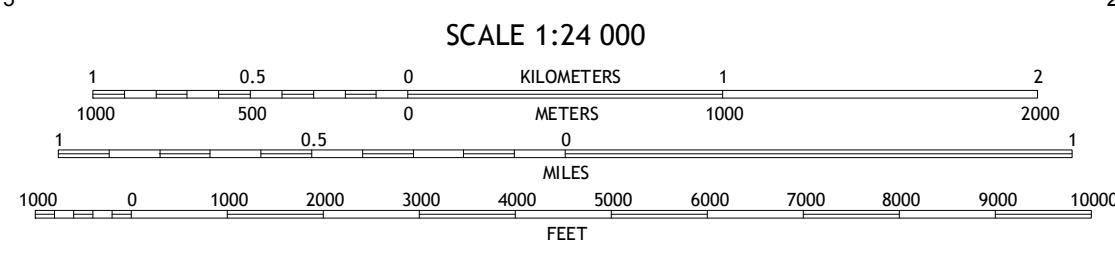 SCALE 1:24 000
1 0.5 0 KILOMETERS 1 2
1000 500 0 METERS 1000 2000
1 0.5 0 1
MILES
1000 0 1000 2000 3000 4000 5000 6000 7000 8000 9000 10000
FEET